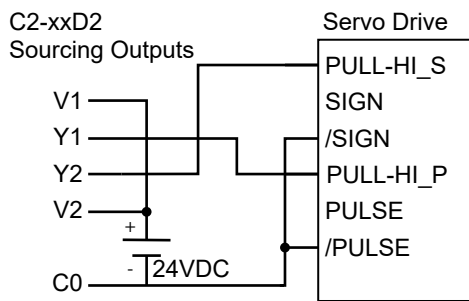 C2-xxD2
Sourcing Outputs
Servo Drive
V1
Y1
Y2
V2
C0
+
-
24VDC
PULL-HI_S
SIGN
/SIGN
PULL-HI_P
PULSE
/PULSE